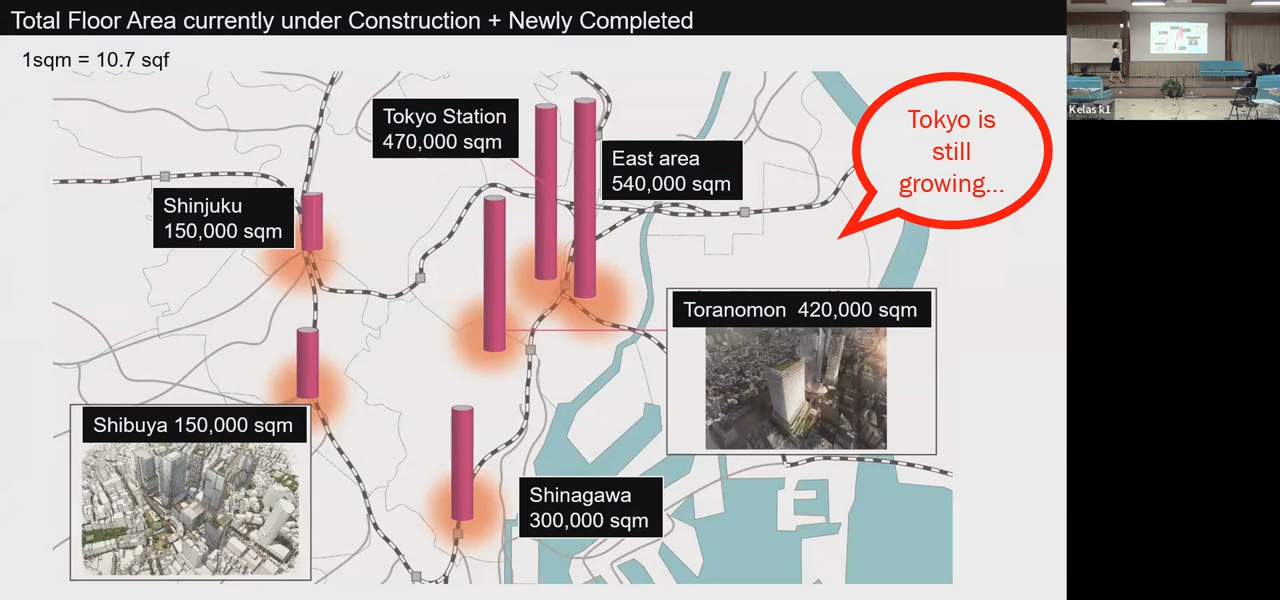 Total Floor Area currently under Construction + Newly Completed
1sqm = 10.7 sqf
Tokyo Station
470,000 sqm
East area
540,000 sqm
Tokyo is
still
growing...
Shinjuku
150,000 sqm
Toranomon 420,000 sqm
Shibuya 150,000 sqm
Shinagawa
300,000 sqm
Kelas k1